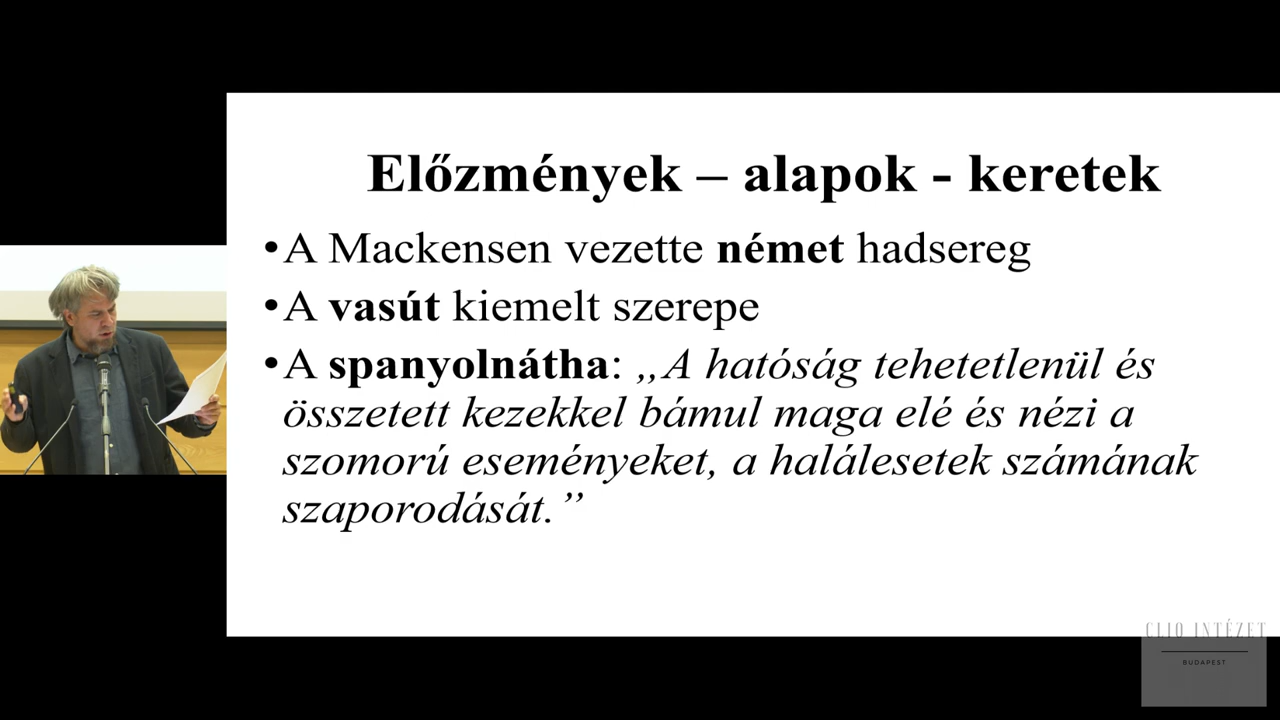 Előzmények – alapok - keretek
•A Mackensen vezette német hadsereg
•A vasút kiemelt szerepe
•A spanyolnátha: „A hatóság tehetetlenül és
összetett kezekkel bámul maga elé és nézi a
szomorú eseményeket, a halálesetek számának
szaporodását.”
CLIO INTÉZET
BUDAPEST